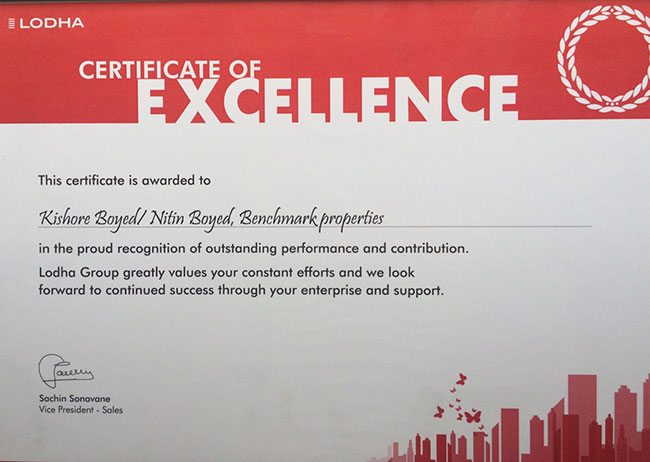 LODHA
CERTIFICATE OF
EXCELLENCE
This certificate is awarded to
Kishore Boyed/ Nitin Boyed, Benchmark properties
in the proud recognition of outstanding performance and contribution.
Lodha Group greatly values your constant efforts and we look
forward to continued success through your enterprise and support.
Sachin Sonavane
Vice President - Sales